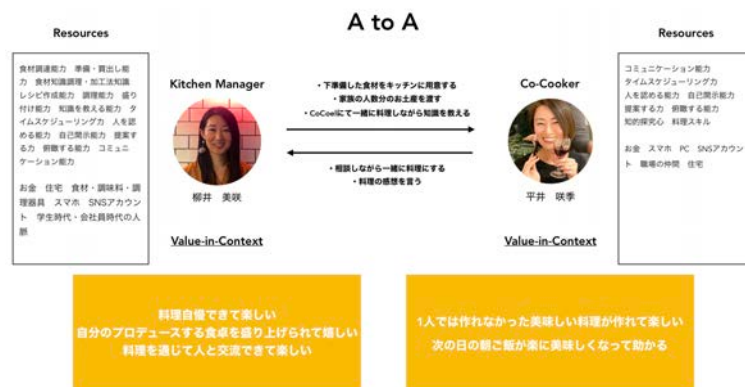 A to A
Resources
食材調達能力 準備・買出し能
力 食材知識調理・加工法知識
レシピ作成能力 調理能力 盛り
付け能力 知識を教える能力 タ
イムスケジューリング力 人を認
める能力 自己開示能力 提案す
る力 俯瞰する能力 コミュニ
ケーション能力
お金 住宅 食材・調味料・調
理器具 スマホ SNSアカウン
ト 学生時代・会社員時代の人
脈
Kitchen Manager
柳井 美咲
Value-in-Context
・下準備した食材をキッチンに用意する
・家族の人数分のお土産を渡す
・CoCoelにて一緒に料理しながら知識を教える
・相談しながら一緒に料理にする
・料理の感想を言う
Co-Cooker
平井 咲季
Value-in-Context
Resources
コミュニケーション能力
タイムスケジューリング力
人を認める能力 自己開示能力
提案する力 俯瞰する能力
知的探究心 料理スキル
お金 スマホ PC SNSアカウン
ト 職場の仲間 住宅
料理自慢できて楽しい
自分のプロデュースする食卓を盛り上げられて嬉しい
料理を通じて人と交流できて楽しい
1人では作れなかった美味しい料理が作れて楽しい
次の日の朝ご飯が楽に美味しくなって助かる